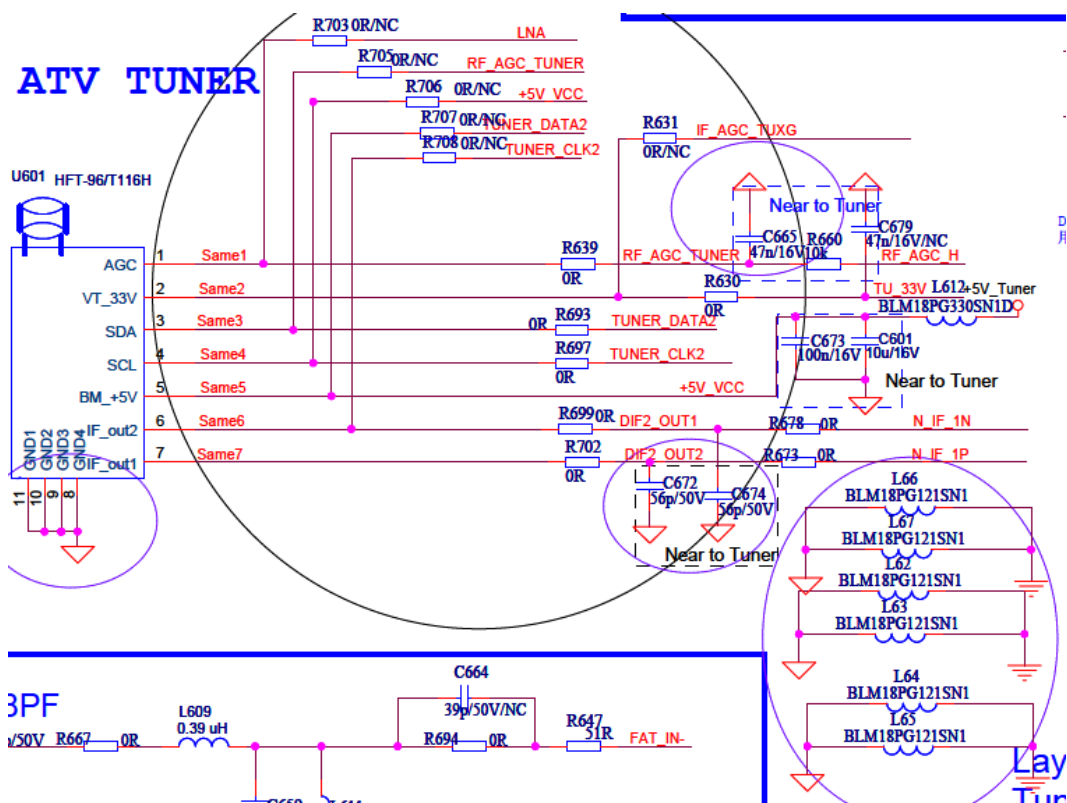 R703 0R/NC LNA
R705 0R/NC RF_AGC_TUNER
ATV TUNER
R706 0R/NC +5V_VCC
R707 0R/NC TUNER_DATA2
R708 0R/NC TUNER_CLK2
R631 IF_AGC_TUXG
0R/NC
U601 HFT-96/T116H
Near to Tuner
C679
47n/16V/NC
C665 R660
47n/16V 10k
AGC 1 Same1 R639 RF_AGC_TUNER RF_AGC_H
0R
VT_33V 2 Same2 R630 TU_33V L612 +5V_Tuner
0R BLM18PG330SN1D
SDA 3 Same3 0R R693 TUNER_DATA2
C673 C601
100n/16V 10u/16V
SCL 4 Same4 R697 TUNER_CLK2
0R
Near to Tuner
BM_+5V 5 Same5 +5V_VCC
IF_out2 6 Same6 R699 0R DIF2_OUT1 R678 0R N_IF_1N
IF_out1 7 Same7 R702 DIF2_OUT2 R673 0R N_IF_1P
0R
GND1
GND2
GND3
GND4
11 10 9 8
C672
56p/50V
C674
56p/50V
Near to Tuner
L66
BLM18PG121SN1
L67
BLM18PG121SN1
L62
BLM18PG121SN1
L63
BLM18PG121SN1
L64
BLM18PG121SN1
L65
BLM18PG121SN1
BPF
C664
39p/50V/NC
L609
0.39 uH
/50V R667 0R R694 0R R647 FAT_IN-
51R
Lay
Tun